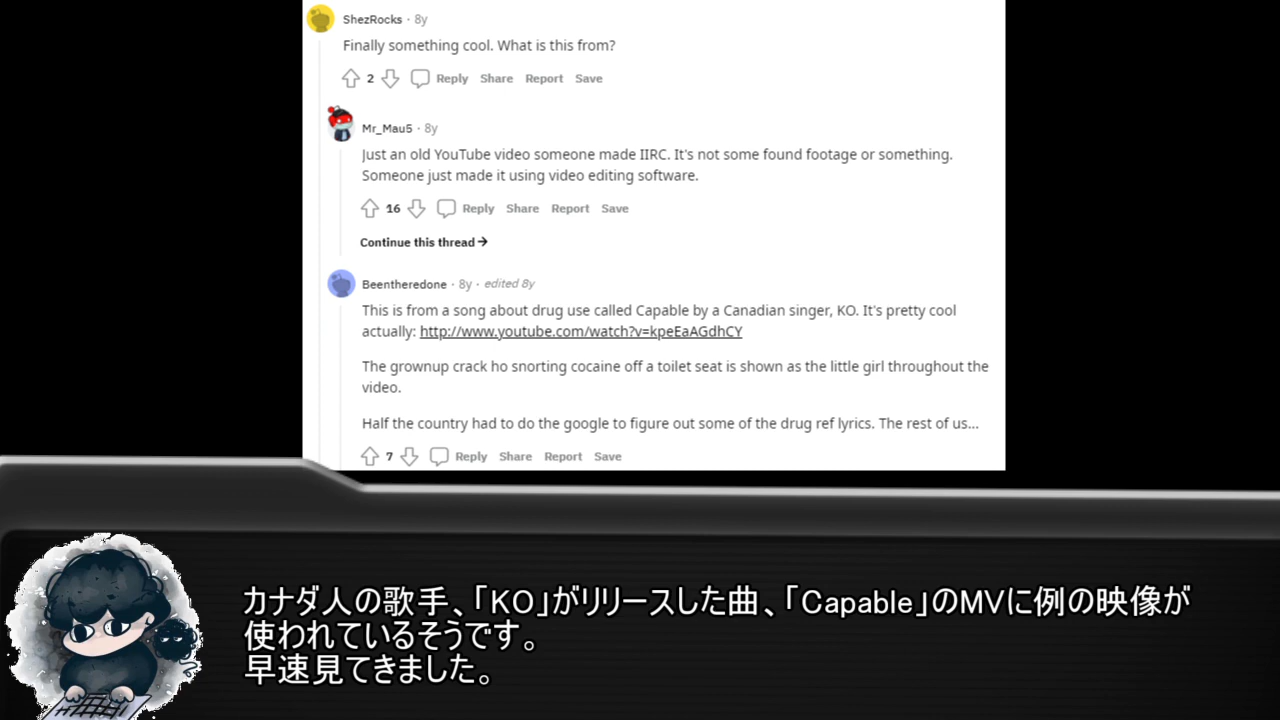 ShezRocks · 8y
Finally something cool. What is this from?
2 Reply Share Report Save
Mr_Mau5 · 8y
Just an old YouTube video someone made IIRC. It's not some found footage or something.
Someone just made it using video editing software.
16 Reply Share Report Save
Continue this thread →
Beentheredone · 8y · edited 8y
This is from a song about drug use called Capable by a Canadian singer, KO. It's pretty cool
actually: http://www.youtube.com/watch?v=kpeEaAGdhCY
The grownup crack ho snorting cocaine off a toilet seat is shown as the little girl throughout the
video.
Half the country had to do the google to figure out some of the drug ref lyrics. The rest of us...
7 Reply Share Report Save
カナダ人の歌手、「KO」がリリースした曲、「Capable」のMVに例の映像が
使われているそうです。
早速見てきました。